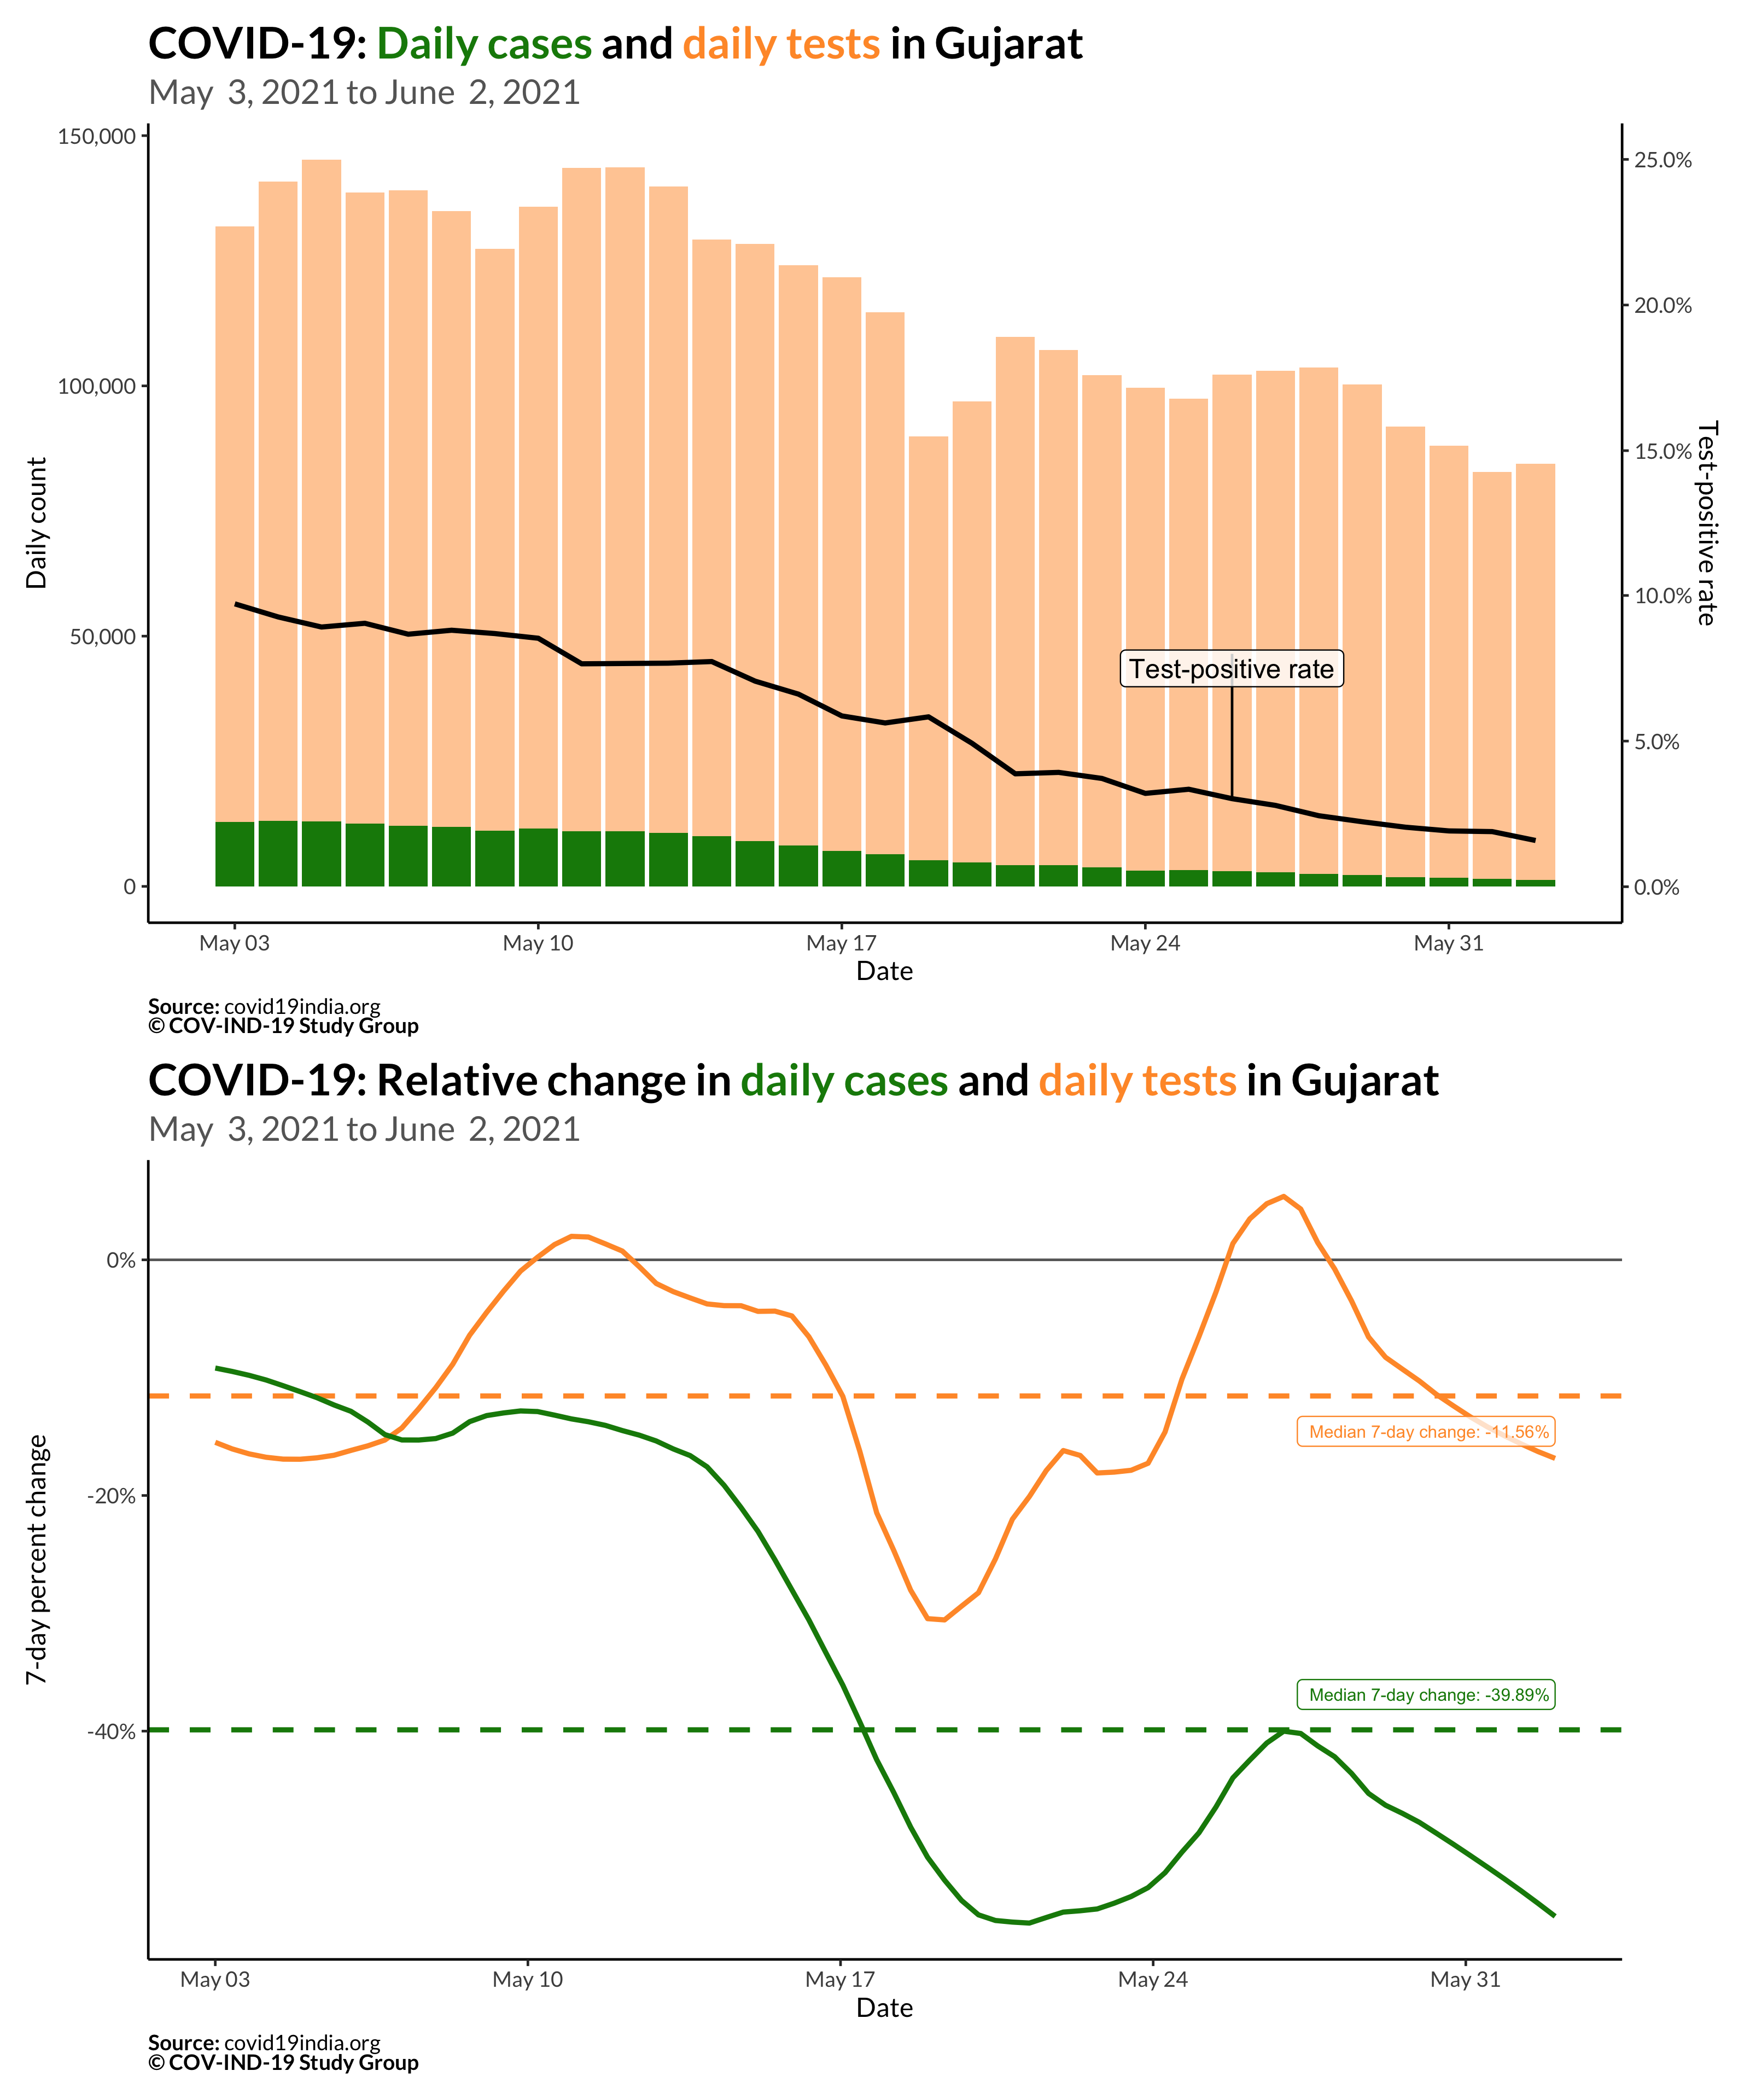 COVID-19: Daily cases and daily tests in Gujarat
May 3, 2021 to June 2, 2021
150,000
100,000
50,000
0
Daily count
25.0%
20.0%
15.0%
10.0%
5.0%
0.0%
Test-positive rate
Test-positive rate
May 03
May 10
May 17
May 24
May 31
Date
Source: covid19india.org
© COV-IND-19 Study Group
COVID-19: Relative change in daily cases and daily tests in Gujarat
May 3, 2021 to June 2, 2021
0%
-20%
-40%
7-day percent change
Median 7-day change: -11.56%
Median 7-day change: -39.89%
May 03
May 10
May 17
May 24
May 31
Date
Source: covid19india.org
© COV-IND-19 Study Group